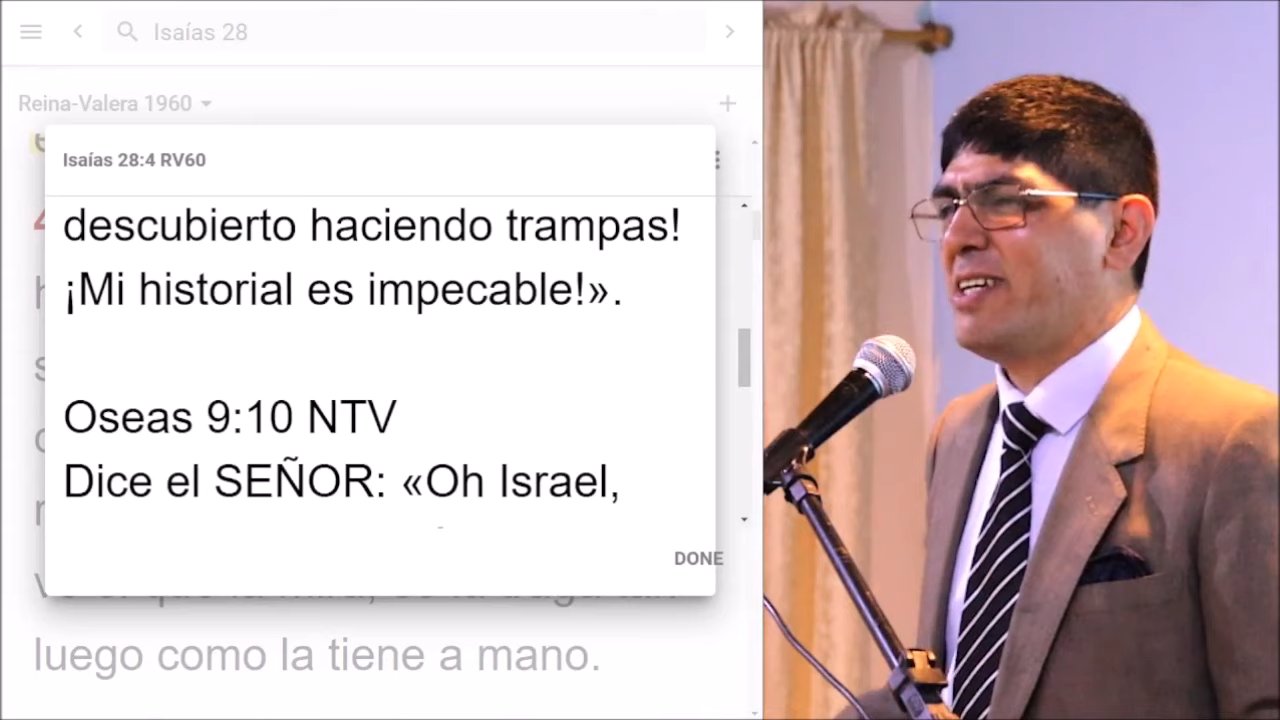 Isaías 28
Reina-Valera 1960
Isaías 28:4 RV60
descubierto haciendo trampas!
¡Mi historial es impecable!».
Oseas 9:10 NTV
Dice el SEÑOR: «Oh Israel,
DONE
luego como la tiene a mano.